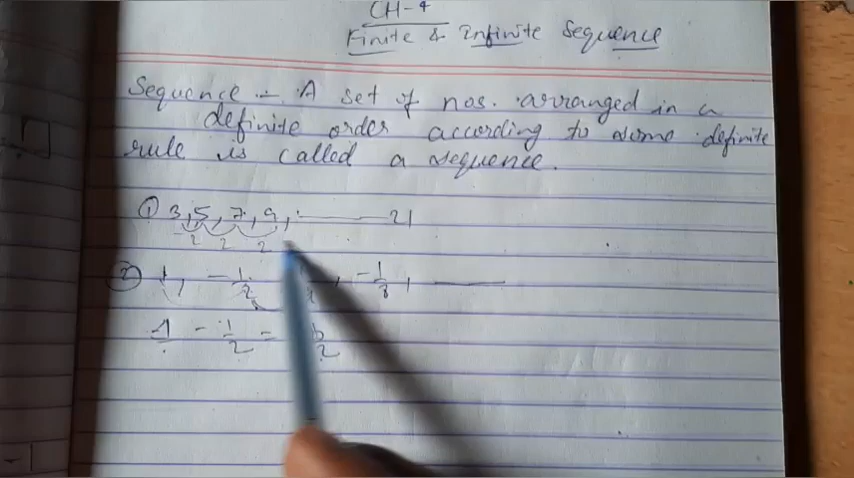 CH-4
Finite & Infinite Sequence
Sequence :- A set of nos. arranged in a
definite order according to some definite
rule is called a sequence.
① 3, 5, 7, 9, ——— 21
2 2 2
② 1, -1/2, , -1/8, ———
1 - 1/2 =